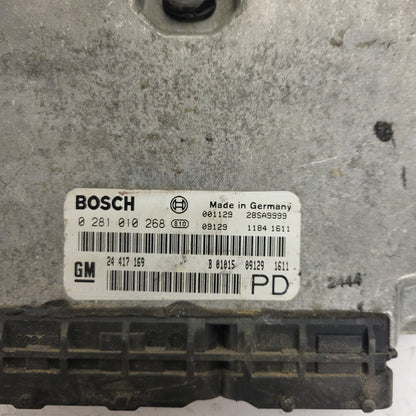 BOSCH Made in Germany
0 281 010 268 810 001129 28SA9999
09129 1184 1611
GM 24 417 169 B 01015 09129 1611
PD
2444